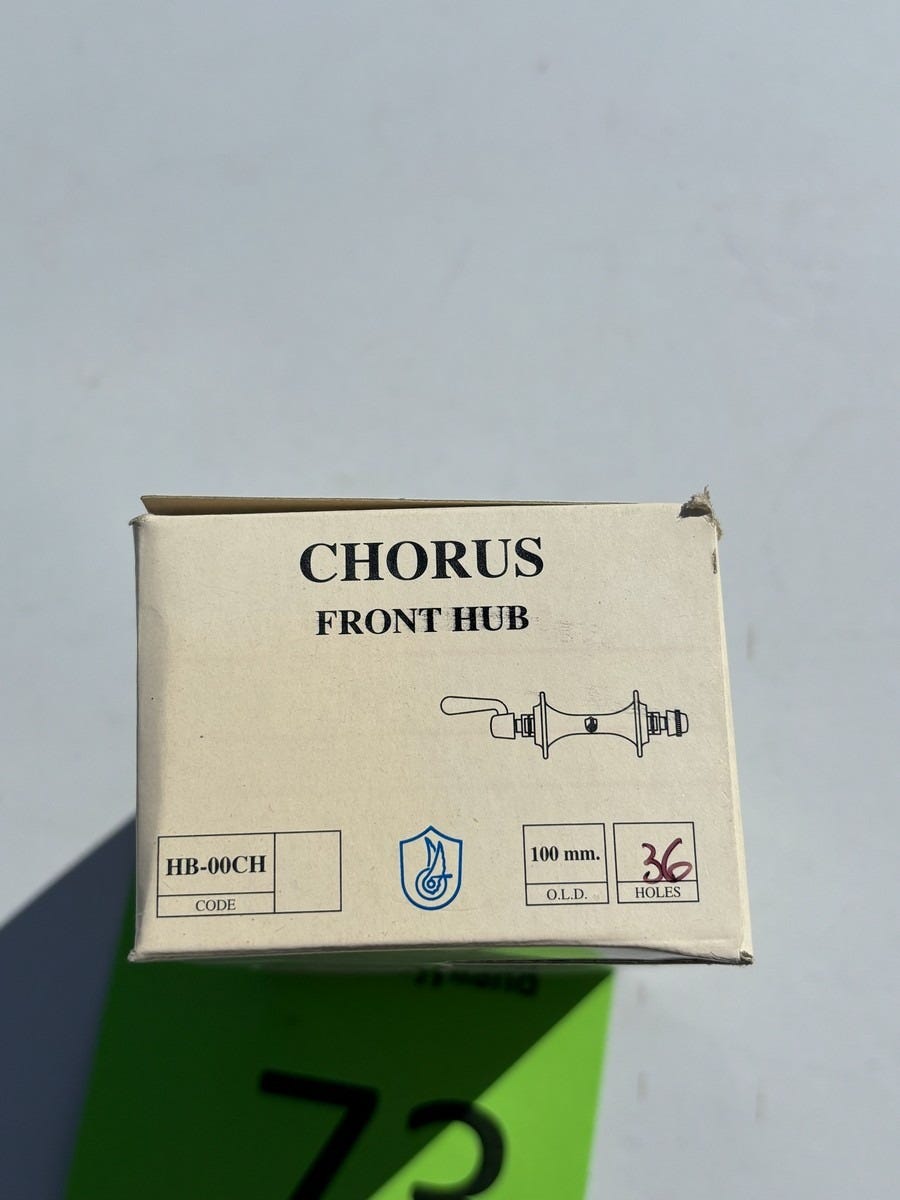 CHORUS
FRONT HUB
HB-00CH
CODE
100 mm.
O.L.D.
36
HOLES
73